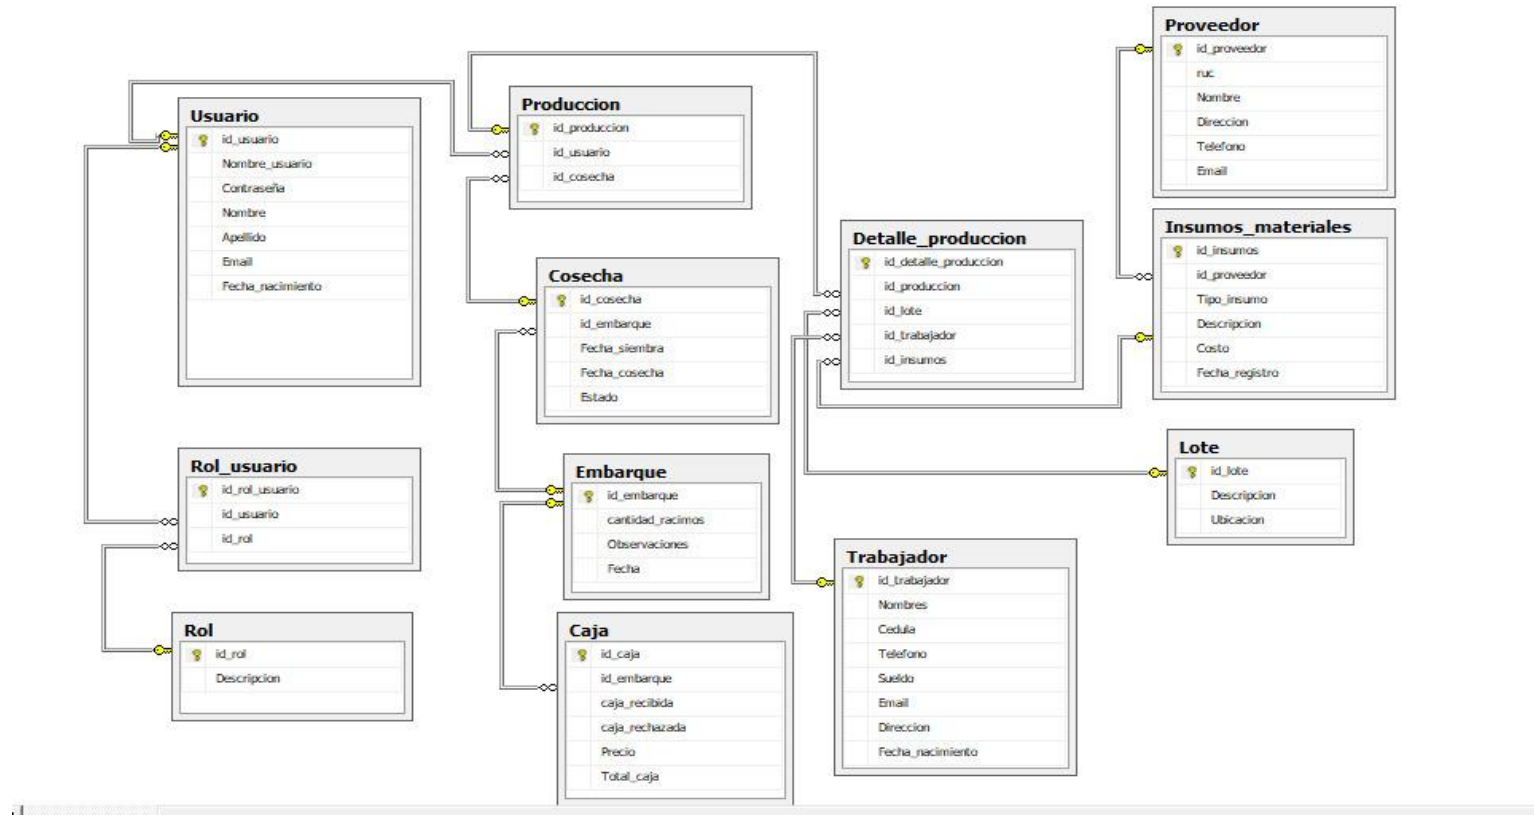 Usuario
id_usuario
Nombre_usuario
Contraseña
Nombre
Apellido
Email
Fecha_nacimiento
Rol_usuario
id_rol_usuario
id_usuario
id_rol
Rol
id_rol
Descripcion
Produccion
id_produccion
id_usuario
id_cosecha
Cosecha
id_cosecha
id_embarque
Fecha_siembra
Fecha_cosecha
Estado
Embarque
id_embarque
cantidad_racimos
Observaciones
Fecha
Caja
id_caja
id_embarque
caja_recibida
caja_rechazada
Precio
Total_caja
Detalle_produccion
id_detalle_produccion
id_produccion
id_lote
id_trabajador
id_insumos
Trabajador
id_trabajador
Nombres
Cedula
Telefono
Sueldo
Email
Direccion
Fecha_nacimiento
Proveedor
id_proveedor
ruc
Nombre
Direccion
Telefono
Email
Insumos_materiales
id_insumos
id_proveedor
Tipo_insumo
Descripcion
Costo
Fecha_registro
Lote
id_lote
Descripcion
Ubicacion